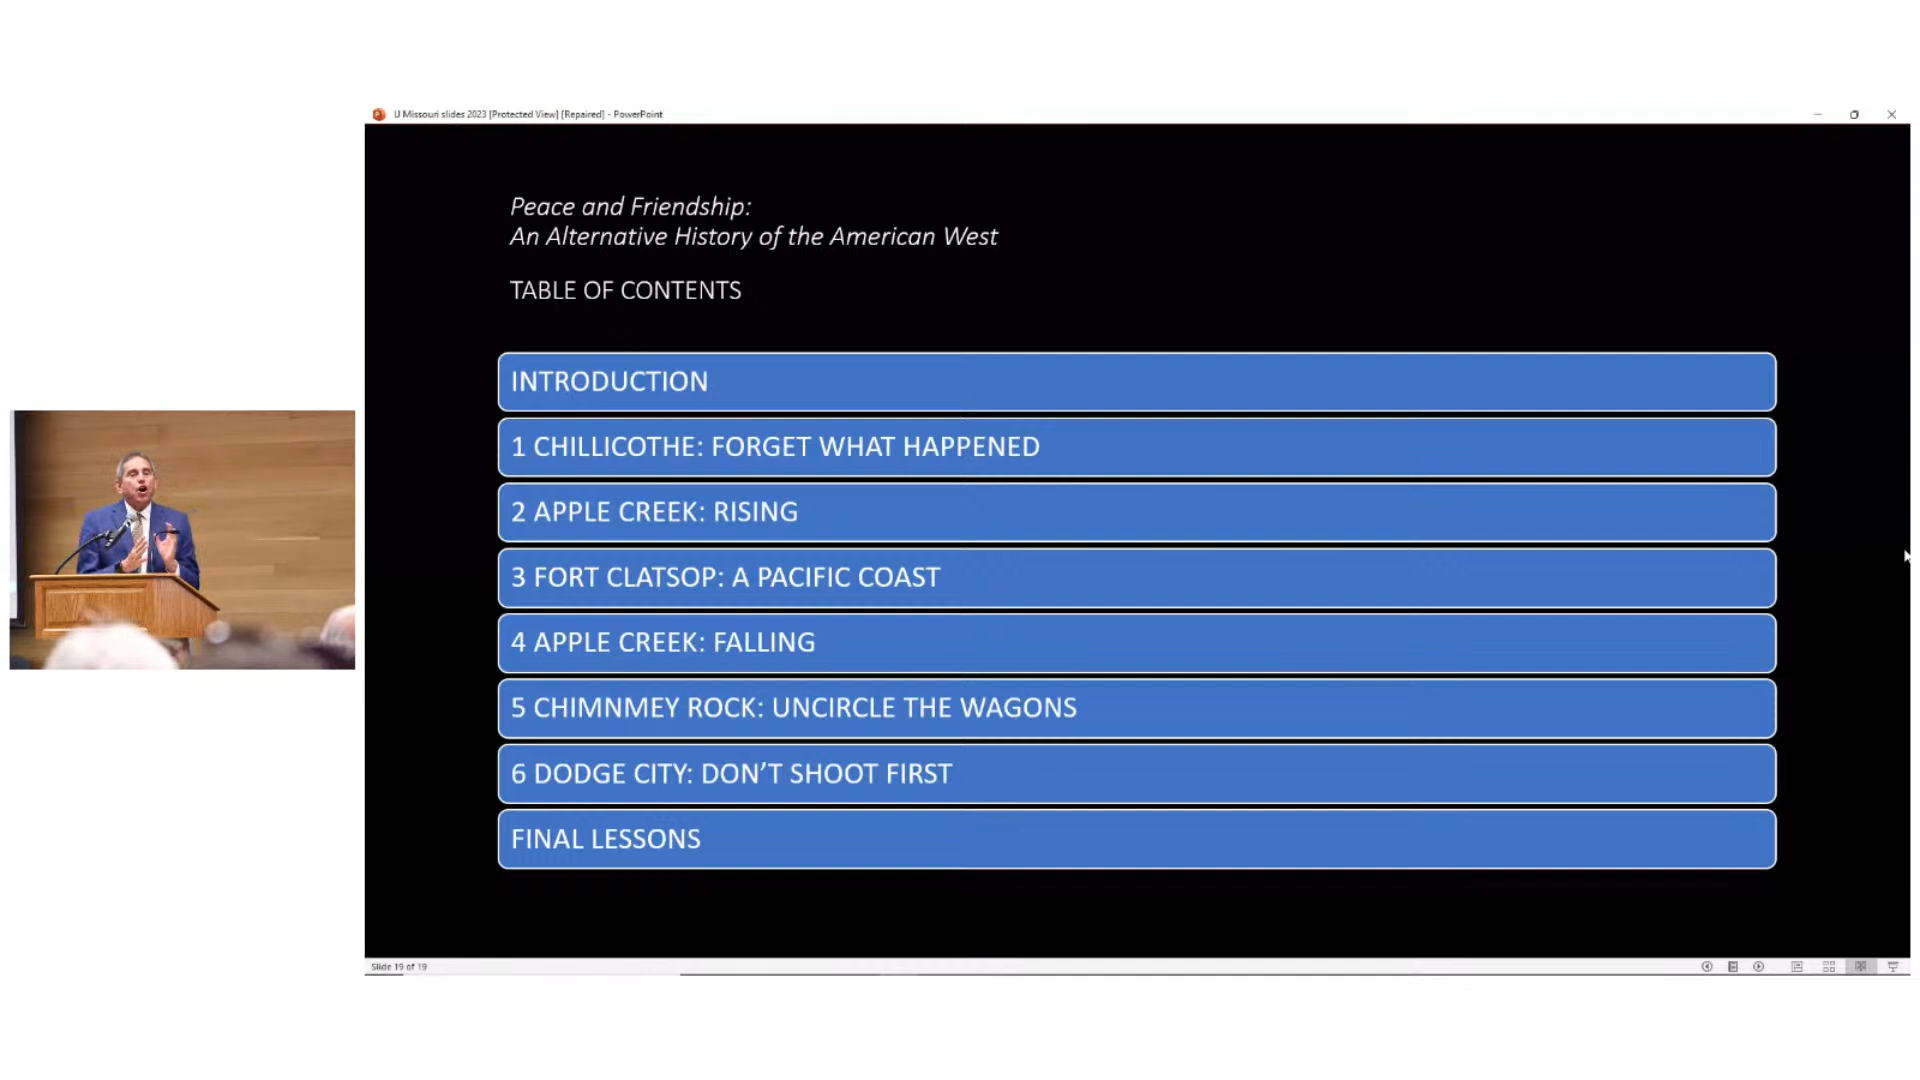 U Missouri slides 2023 [Protected View] [Repaired] - PowerPoint
Peace and Friendship:
An Alternative History of the American West
TABLE OF CONTENTS
INTRODUCTION
1 CHILLICOTHE: FORGET WHAT HAPPENED
2 APPLE CREEK: RISING
3 FORT CLATSOP: A PACIFIC COAST
4 APPLE CREEK: FALLING
5 CHIMNMEY ROCK: UNCIRCLE THE WAGONS
6 DODGE CITY: DON’T SHOOT FIRST
FINAL LESSONS
Slide 19 of 19